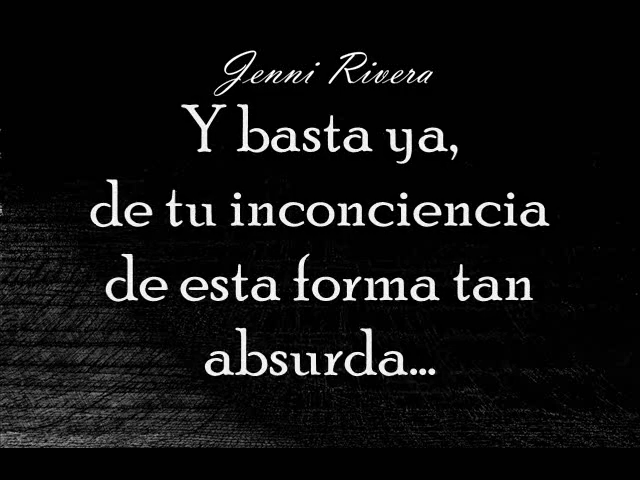 Jenni Rivera
Y basta ya,
de tu inconciencia
de esta forma tan
absurda...